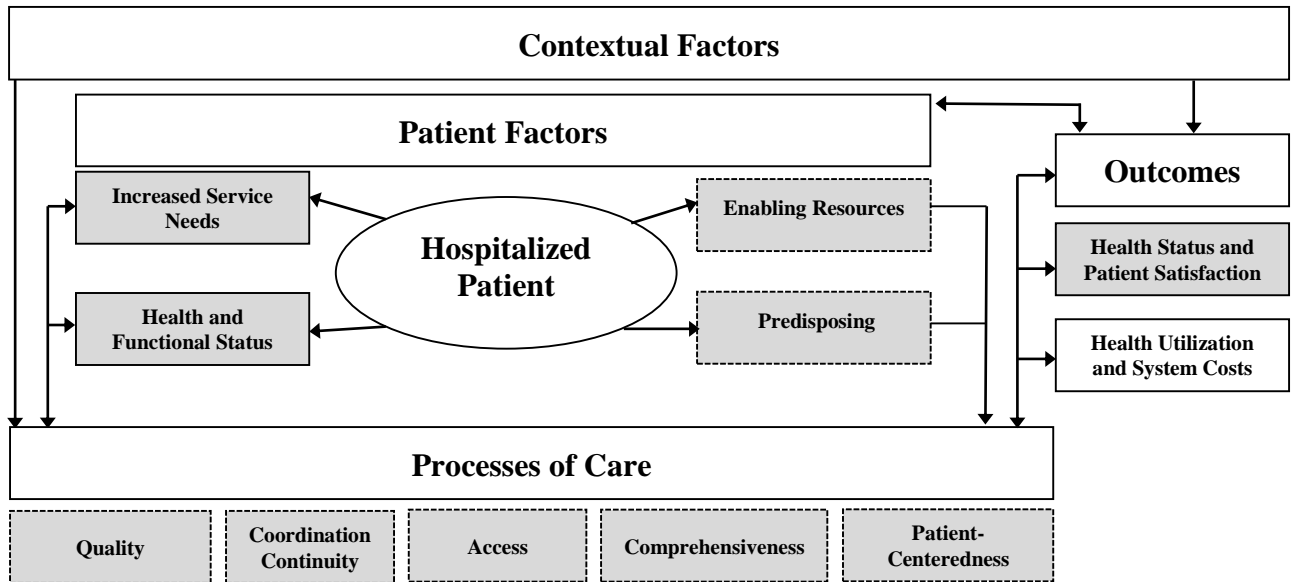 Contextual Factors
Patient Factors
Outcomes
Increased Service
Needs
Enabling Resources
Hospitalized
Patient
Health Status and
Patient Satisfaction
Health and
Functional Status
Predisposing
Health Utilization
and System Costs
Processes of Care
Quality
Coordination
Continuity
Access
Comprehensiveness
Patient-
Centeredness